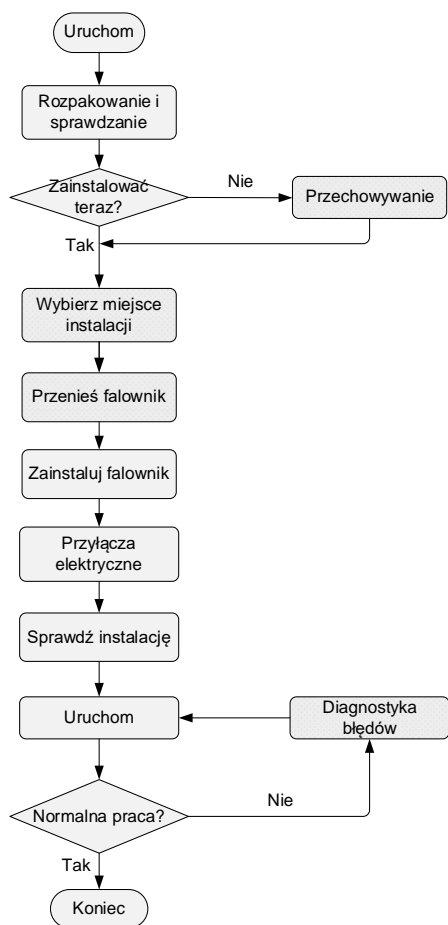 Uruchom
Rozpakowanie i
sprawdzanie
Zainstalować
teraz?
Nie
Przechowywanie
Tak
Wybierz miejsce
instalacji
Przenieś falownik
Zainstaluj falownik
Przyłącza
elektryczne
Sprawdź instalację
Uruchom
Diagnostyka
błędów
Normalna praca?
Nie
Tak
Koniec